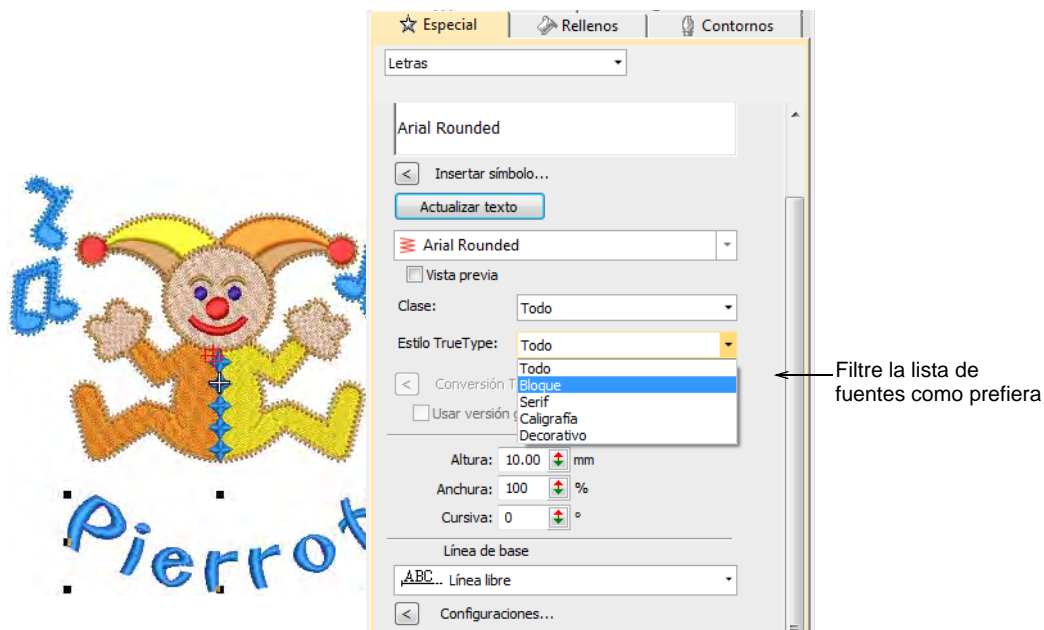 Especial
Rellenos
Contornos
Letras
Arial Rounded
< Insertar símbolo...
Actualizar texto
Arial Rounded
Vista previa
Clase: Todo
Estilo TrueType: Todo
Todo
< Conversión T
Bloque
Serif
Usar versión
Caligrafía
Decorativo
Filtre la lista de
fuentes como prefiera
Altura: 10.00 mm
Anchura: 100 %
Cursiva: 0 °
Línea de base
ABC... Línea libre
< Configuraciones...
Pierrot